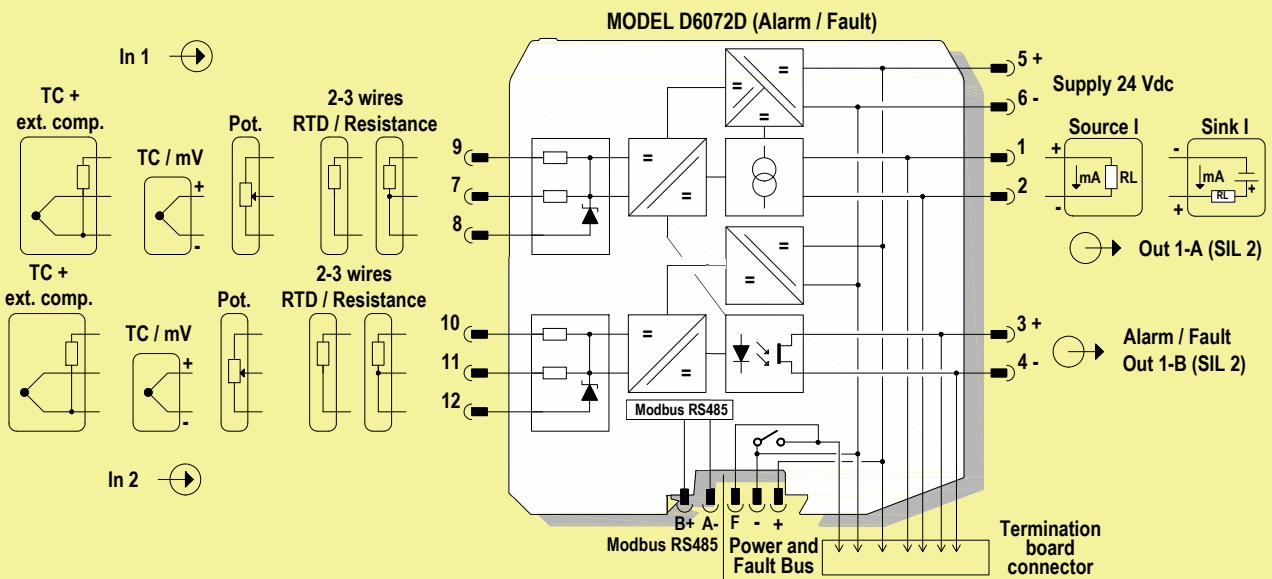 MODEL D6072D (Alarm / Fault)
In 1
TC +
ext. comp.
TC / mV
+
-
Pot.
2-3 wires
RTD / Resistance
9
7
8
5 +
6 -
Supply 24 Vdc
1
2
Source I
+
mA
RL
-
Sink I
-
mA
+
RL
+
Out 1-A (SIL 2)
TC +
ext. comp.
TC / mV
+
-
Pot.
2-3 wires
RTD / Resistance
10
11
12
3 +
4 -
Alarm / Fault
Out 1-B (SIL 2)
Modbus RS485
In 2
B+ A- F - +
Modbus RS485
Power and
Fault Bus
Termination
board
connector